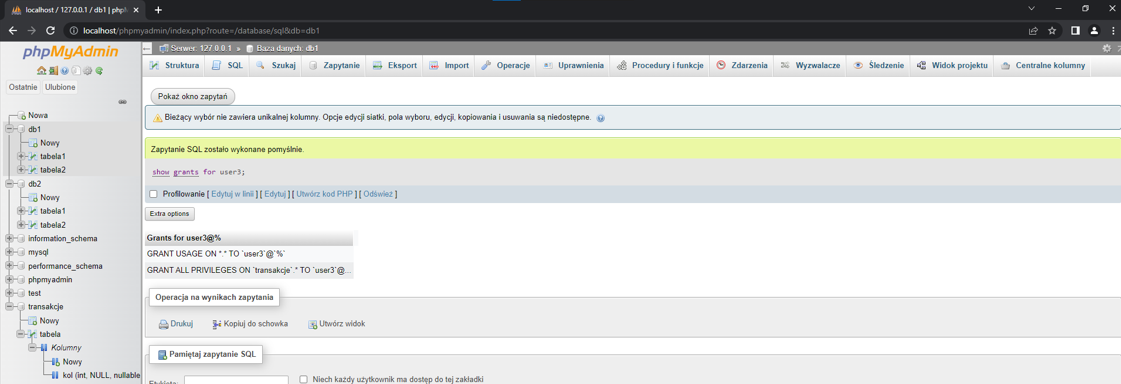 localhost / 127.0.0.1 / db1 | phpM
localhost/phpmyadmin/index.php?route=/database/sql&db=db1
phpMyAdmin
Ostatnie Ulubione
Nowa
db1
Nowy
tabela1
tabela2
db2
Nowy
tabela1
tabela2
information_schema
mysql
performance_schema
phpmyadmin
test
transakcje
Nowy
tabela
Kolumny
Nowy
kol (int, NULL, nullable
Serwer: 127.0.0.1 » Baza danych: db1
Struktura SQL Szukaj Zapytanie Eksport Import Operacje Uprawnienia Procedury i funkcje Zdarzenia Wyzwalacze Śledzenie Widok projektu Centralne kolumny
Pokaż okno zapytań
Bieżący wybór nie zawiera unikalnej kolumny. Opcje edycji siatki, pola wyboru, edycji, kopiowania i usuwania są niedostępne.
Zapytanie SQL zostało wykonane pomyślnie.
show grants for user3;
Profilowanie [ Edytuj w linii ] [ Edytuj ] [ Utwórz kod PHP ] [ Odśwież ]
Extra options
Grants for user3@%
GRANT USAGE ON *.* TO `user3`@`%`
GRANT ALL PRIVILEGES ON `transakcje`.* TO `user3`@...
Operacja na wynikach zapytania
Drukuj Kopiuj do schowka Utwórz widok
Pamiętaj zapytanie SQL
Etykieta: Niech każdy użytkownik ma dostęp do tej zakładki